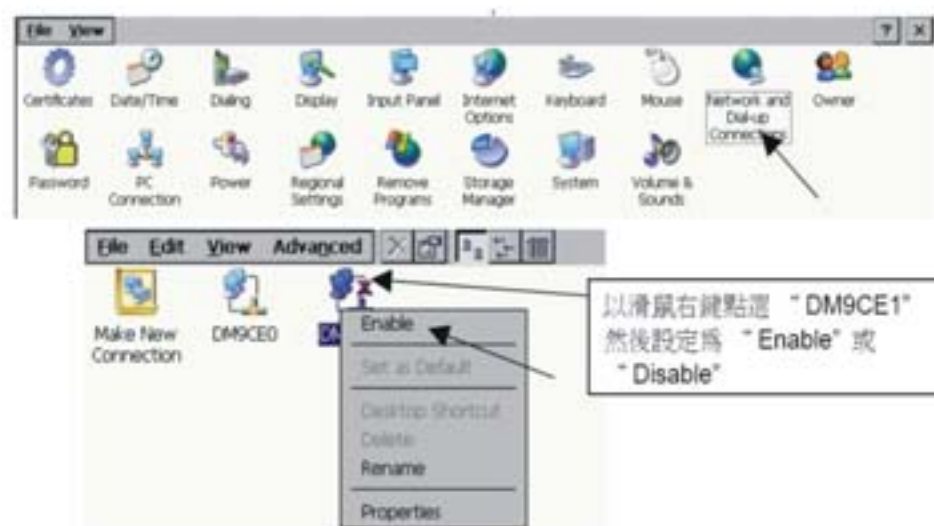 File View ? ×
Certificates Date/Time Dialing Display Input Panel Internet Options Keyboard Mouse Network and Dial-up Connections Owner
Password PC Connection Power Regional Settings Remove Programs Storage Manager System Volume & Sounds
File Edit View Advanced
Make New Connection DM9CE0
Enable
Set as Default
Desktop Shortcut
Delete
Rename
Properties
以滑鼠右鍵點選 “DM9CE1”
然後設定為 “Enable” 或
“Disable”